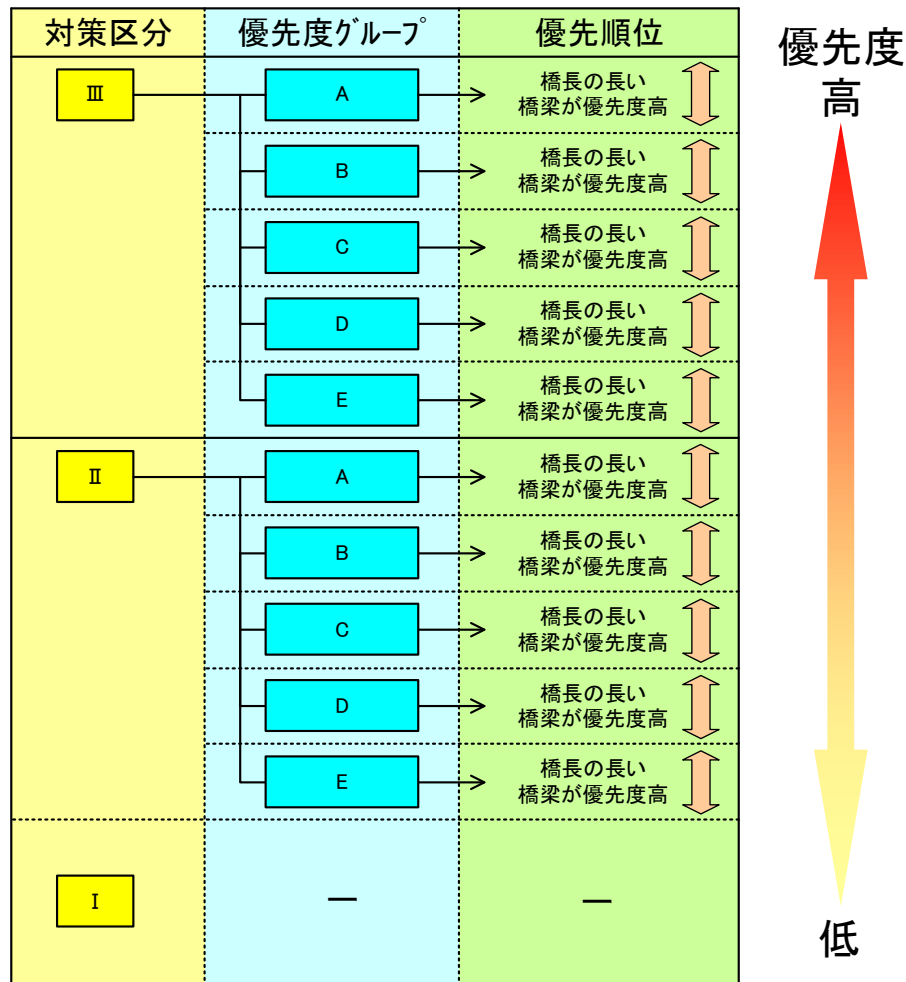 対策区分 優先度グループ 優先順位
優先度
高
Ⅲ A 橋長の長い
橋梁が優先度高
B 橋長の長い
橋梁が優先度高
C 橋長の長い
橋梁が優先度高
D 橋長の長い
橋梁が優先度高
E 橋長の長い
橋梁が優先度高
Ⅱ A 橋長の長い
橋梁が優先度高
B 橋長の長い
橋梁が優先度高
C 橋長の長い
橋梁が優先度高
D 橋長の長い
橋梁が優先度高
E 橋長の長い
橋梁が優先度高
Ⅰ － －
低